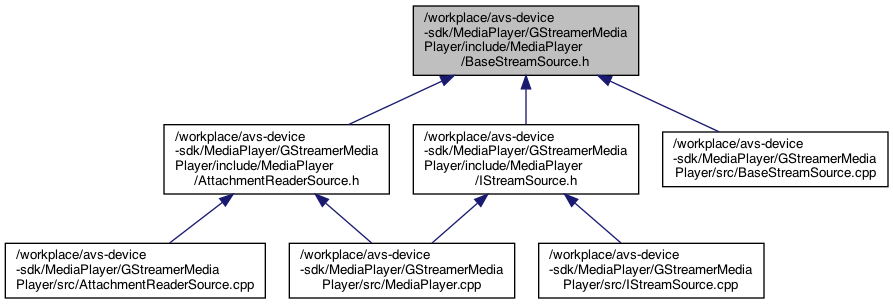 /workplace/avs-device
-sdk/MediaPlayer/GStreamerMedia
Player/include/MediaPlayer
/BaseStreamSource.h
/workplace/avs-device
-sdk/MediaPlayer/GStreamerMedia
Player/include/MediaPlayer
/AttachmentReaderSource.h
/workplace/avs-device
-sdk/MediaPlayer/GStreamerMedia
Player/include/MediaPlayer
/IStreamSource.h
/workplace/avs-device
-sdk/MediaPlayer/GStreamerMedia
Player/src/BaseStreamSource.cpp
/workplace/avs-device
-sdk/MediaPlayer/GStreamerMedia
Player/src/AttachmentReaderSource.cpp
/workplace/avs-device
-sdk/MediaPlayer/GStreamerMedia
Player/src/MediaPlayer.cpp
/workplace/avs-device
-sdk/MediaPlayer/GStreamerMedia
Player/src/IStreamSource.cpp